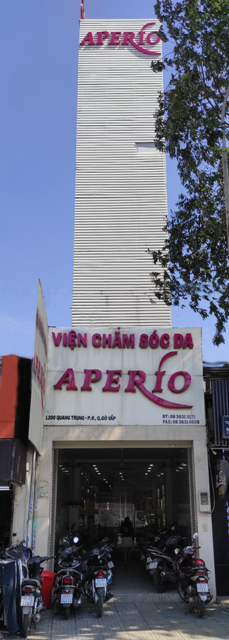 APERIO
VIỆN CHĂM SÓC DA
APERIO
1200 QUANG TRUNG - P.8, Q.GÒ VẤP